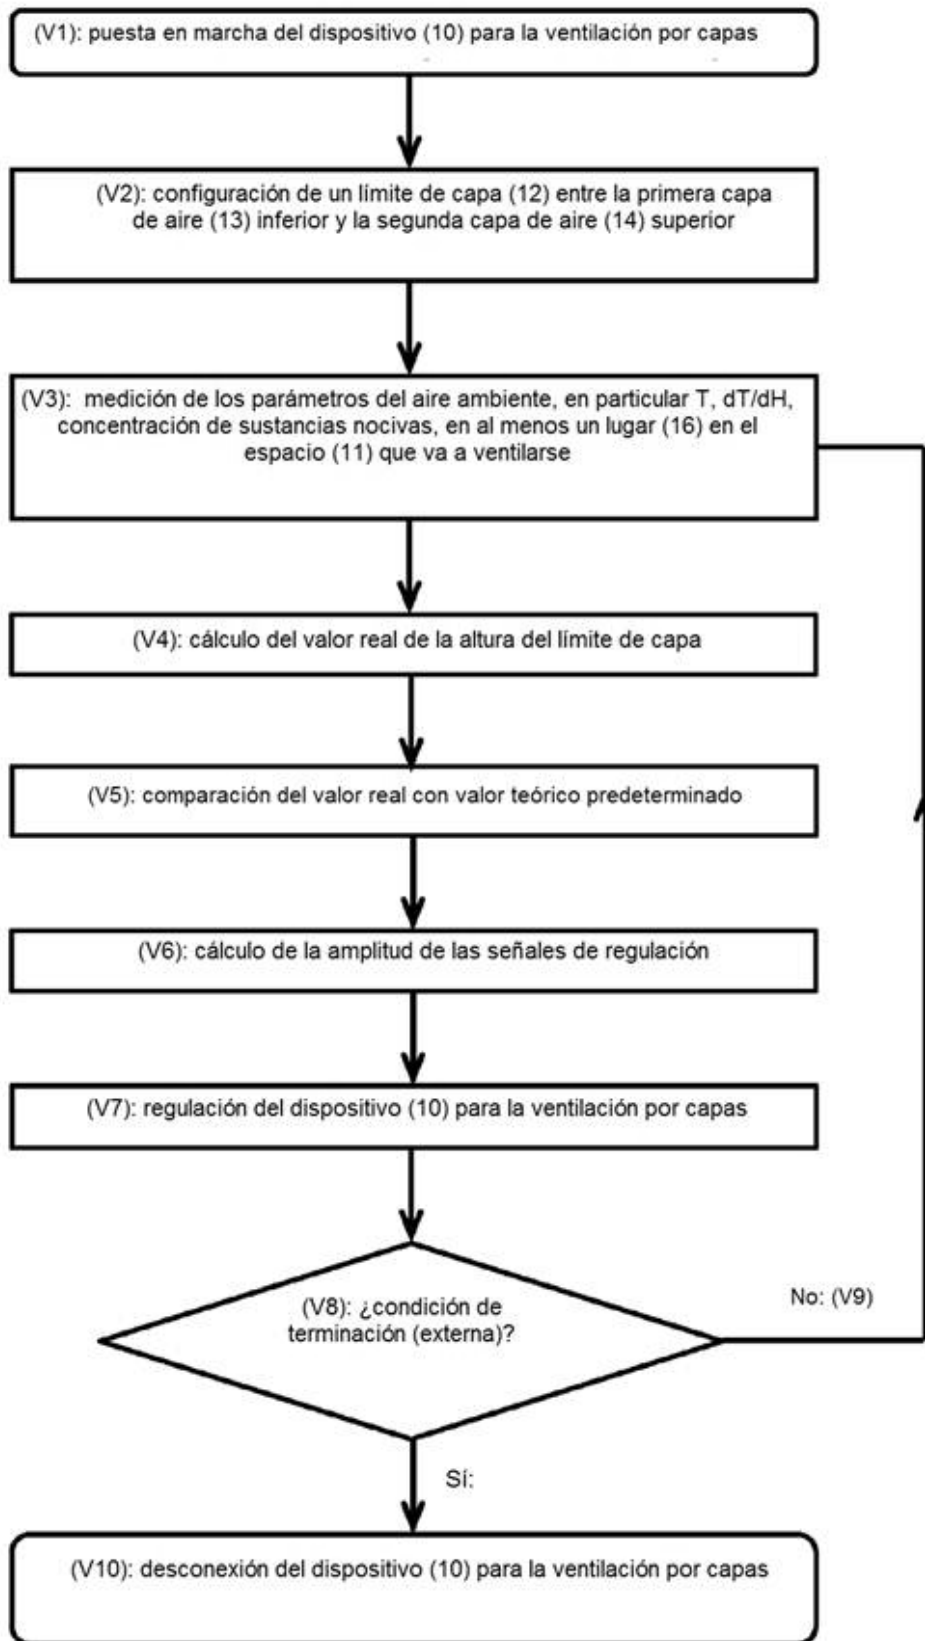 (V1): puesta en marcha del dispositivo (10) para la ventilación por capas
(V2): configuración de un límite de capa (12) entre la primera capa
de aire (13) inferior y la segunda capa de aire (14) superior
(V3): medición de los parámetros del aire ambiente, en particular T, dT/dH,
concentración de sustancias nocivas, en al menos un lugar (16) en el
espacio (11) que va a ventilarse
(V4): cálculo del valor real de la altura del límite de capa
(V5): comparación del valor real con valor teórico predeterminado
(V6): cálculo de la amplitud de las señales de regulación
(V7): regulación del dispositivo (10) para la ventilación por capas
(V8): ¿condición de
terminación (externa)?
No: (V9)
Sí:
(V10): desconexión del dispositivo (10) para la ventilación por capas